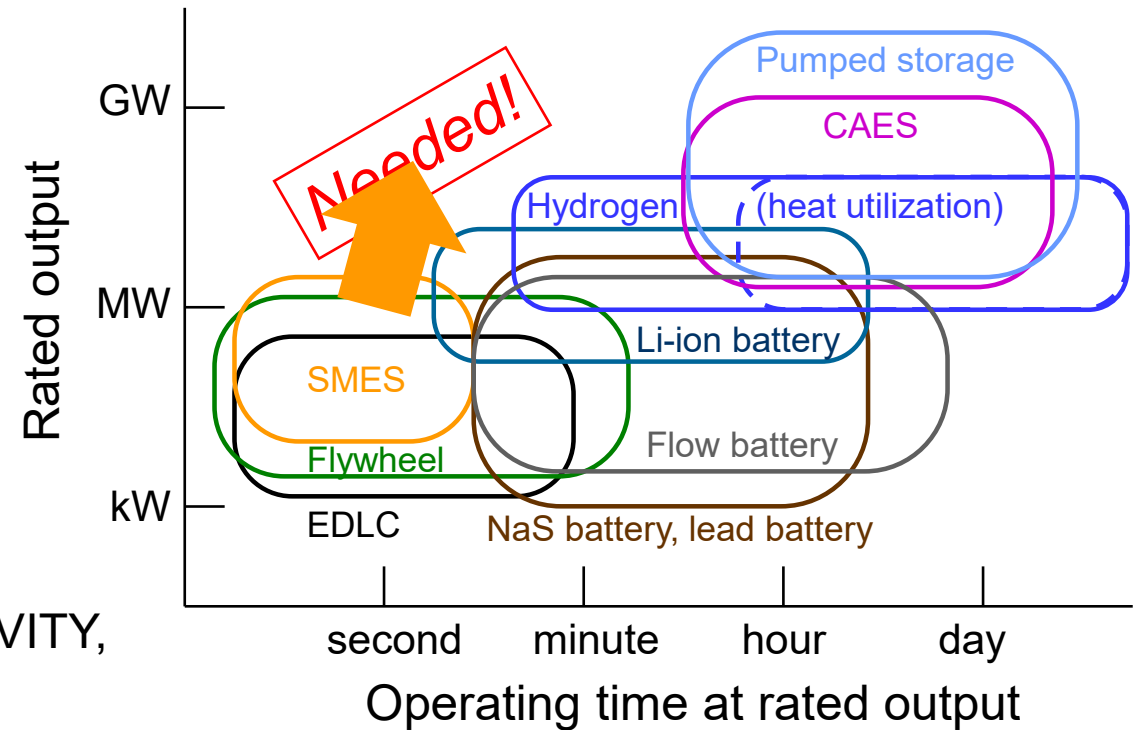 Needed!
Pumped storage
GW
CAES
Hydrogen
(heat utilization)
Rated output
MW
Li-ion battery
SMES
Flow battery
Flywheel
kW
EDLC
NaS battery, lead battery
VITY,
second
minute
hour
day
Operating time at rated output